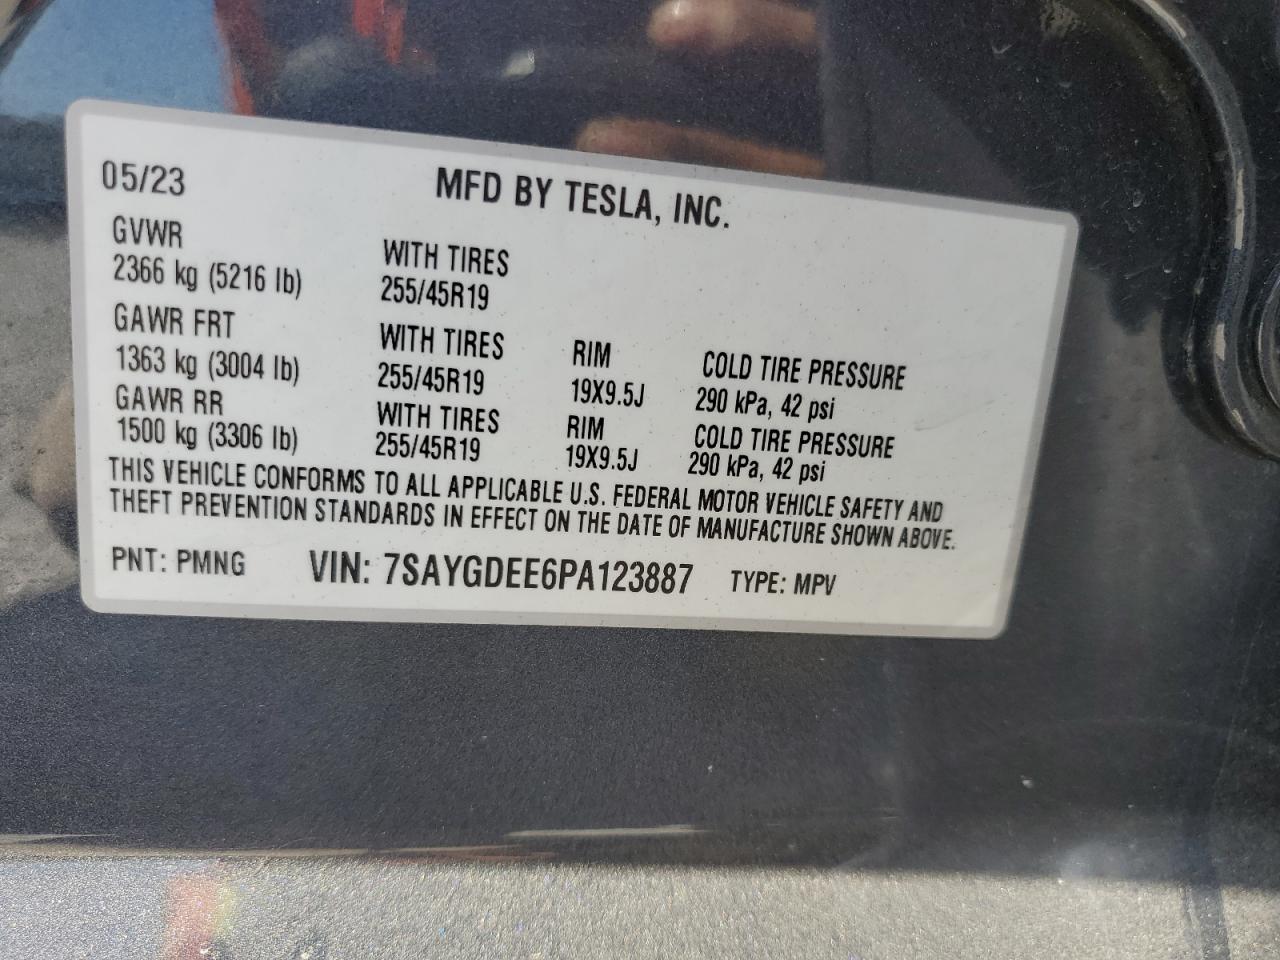 05/23 MFD BY TESLA, INC.
GVWR WITH TIRES
2366 kg (5216 lb) 255/45R19
GAWR FRT WITH TIRES RIM COLD TIRE PRESSURE
1363 kg (3004 lb) 255/45R19 19X9.5J 290 kPa, 42 psi
GAWR RR WITH TIRES RIM COLD TIRE PRESSURE
1500 kg (3306 lb) 255/45R19 19X9.5J 290 kPa, 42 psi
THIS VEHICLE CONFORMS TO ALL APPLICABLE U.S. FEDERAL MOTOR VEHICLE SAFETY AND
THEFT PREVENTION STANDARDS IN EFFECT ON THE DATE OF MANUFACTURE SHOWN ABOVE.
PNT: PMNG VIN: 7SAYGDEE6PA123887 TYPE: MPV